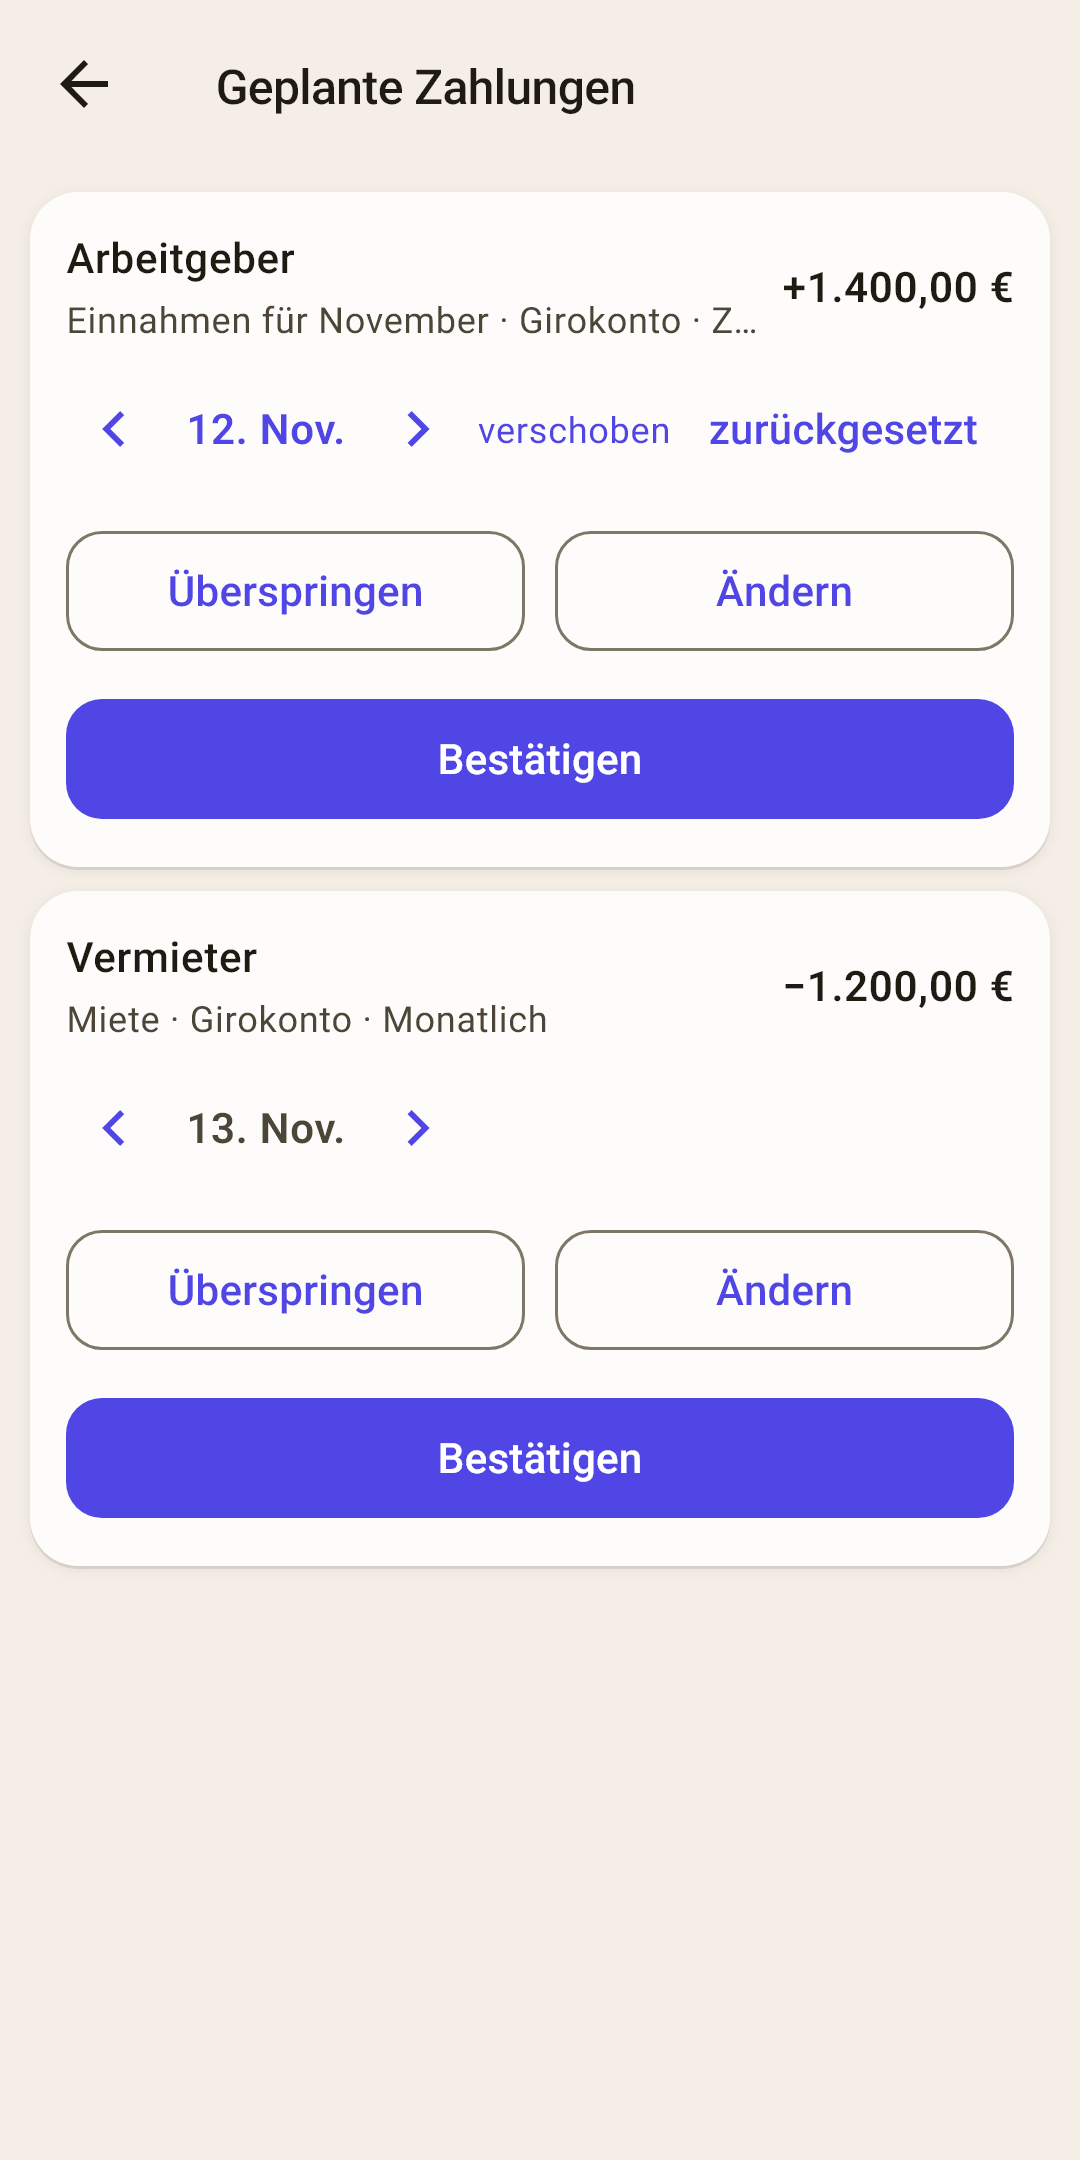 Geplante Zahlungen
Arbeitgeber
+1.400,00 €
Einnahmen für November · Girokonto · Z…
12. Nov. verschoben zurückgesetzt
Überspringen Ändern
Bestätigen
Vermieter
−1.200,00 €
Miete · Girokonto · Monatlich
13. Nov.
Überspringen Ändern
Bestätigen